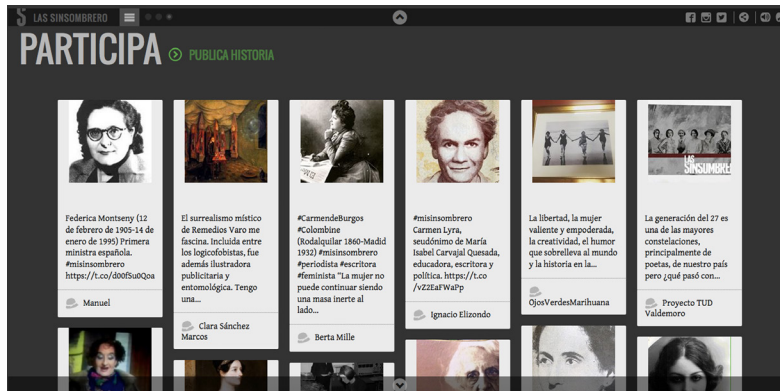 LAS SINSOMBRERO
PARTICIPA
PUBLICA HISTORIA
Federica Montseny (12
de febrero de 1905-14 de
enero de 1995) Primera
ministra española.
#misinsombrero
https://t.co/d00f5u0Qoa
Manuel
El surrealismo místico
de Remedios Varo me
fascina. Incluida entre
los logicofobistas, fue
además ilustradora
publicitaria y
entomológica. Tengo
una...
Clara Sánchez
Marcos
#CarmendeBurgos
#Colombine
(Rodalquilar 1860-Madid
1932) #misinsombrero
#periodista #escritora
#feminista “La mujer no
puede continuar siendo
una masa inerte al
lado...
Berta Mille
#misinsombrero
Carmen Lyra,
seudónimo de María
Isabel Carvajal Quesada,
educadora, escritora y
política. https://t.co
/vZ2EaFWaPp
Ignacio Elizondo
La libertad, la mujer
valiente y empoderada,
la creatividad, el humor
que sobrelleva al mundo
y la historia en la...
OjosVerdesMarihuana
LAS
SINSOMBRE
La generación del 27 es
una de las mayores
constelaciones,
principalmente de
poetas, de nuestro país
pero ¿qué pasó con...
Proyecto TUD
Valdemoro